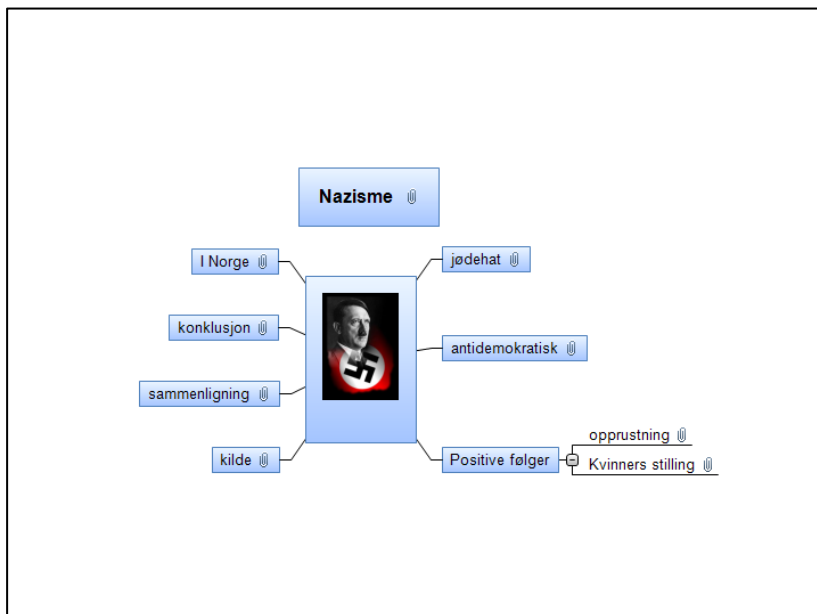 Nazisme
I Norge
jødehat
konklusjon
antidemokratisk
sammenligning
kilde
Positive følger
opprustning
Kvinners stilling